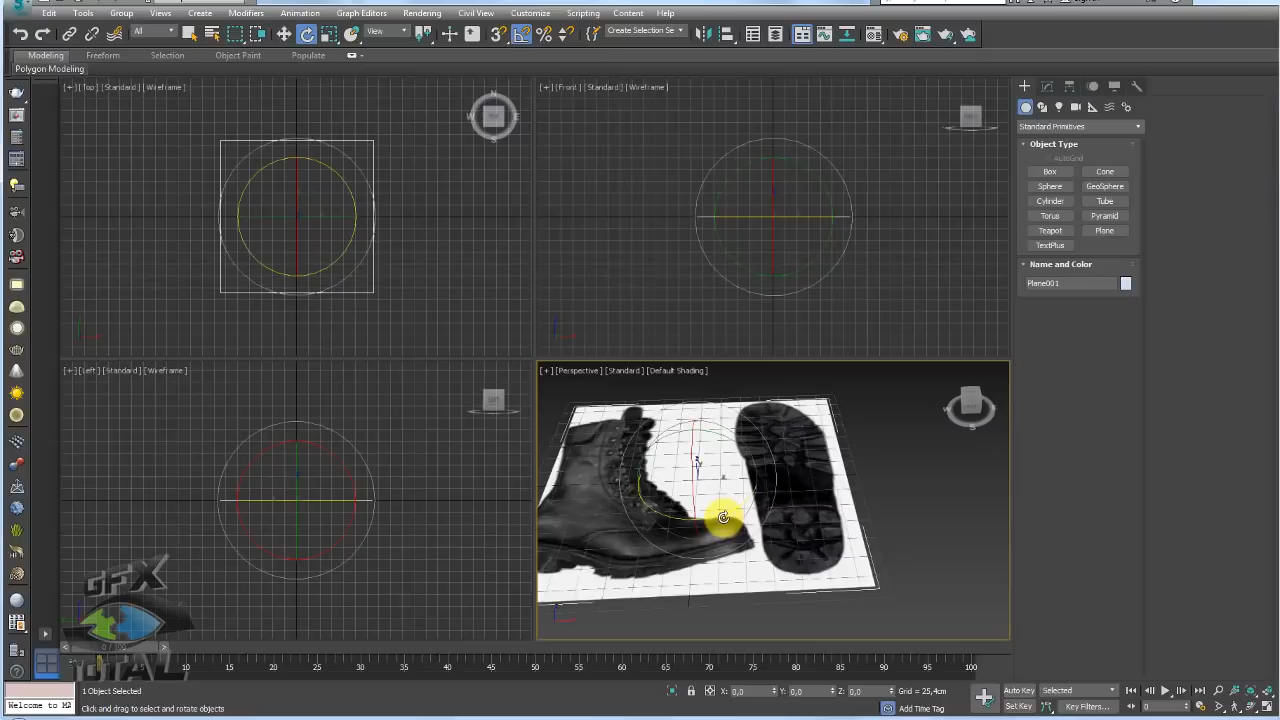 Edit Tools Group Views Create Modifiers Animation Graph Editors Rendering Civil View Customize Scripting Content Help
All View Create Selection Se
Modeling Freeform Selection Object Paint Populate
Polygon Modeling
[+] [Top] [Standard] [Wireframe]
[+] [Front] [Standard] [Wireframe]
N
W E
S
Standard Primitives
Object Type
AutoGrid
Box Cone
Sphere GeoSphere
Cylinder Tube
Torus Pyramid
Teapot Plane
TextPlus
Name and Color
Plane001
[+] [Left] [Standard] [Wireframe]
[+] [Perspective] [Standard] [Default Shading]
S
GFX
TOTAL
0 / 100
15 20 25 30 35 40 45 50 55 60 65 70 75 80 85 90 95 100
1 Object Selected
X: 0,0 Y: 0,0 Z: 0,0 Grid = 25,4cm
Auto Key Selected
Welcome to MA
Click and drag to select and rotate objects
Add Time Tag
Set Key Key Filters...
0